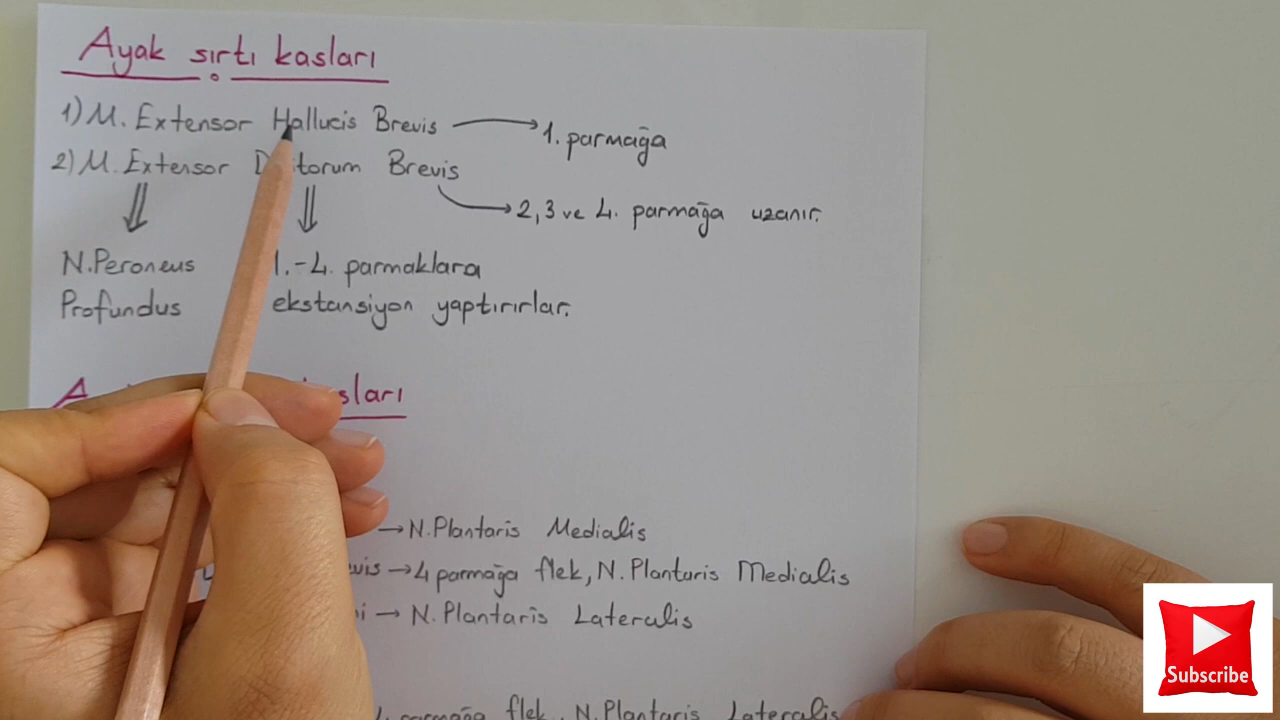 Ayak sırtı kasları
1) M. Extensor Hallucis Brevis → 1. parmağa
2) M. Extensor Brevis → 2, 3 ve 4. parmağa uzanır.
N. Peroneus
Profundus
1.-4. parmaklara
ekstansiyon yaptırırlar.
→ N. Plantaris Medialis
→ 4 parmağa flek, N. Plantaris Medialis
→ N. Plantaris Lateralis
parmağa flek, N. Plantaris Lateralis
Subscribe